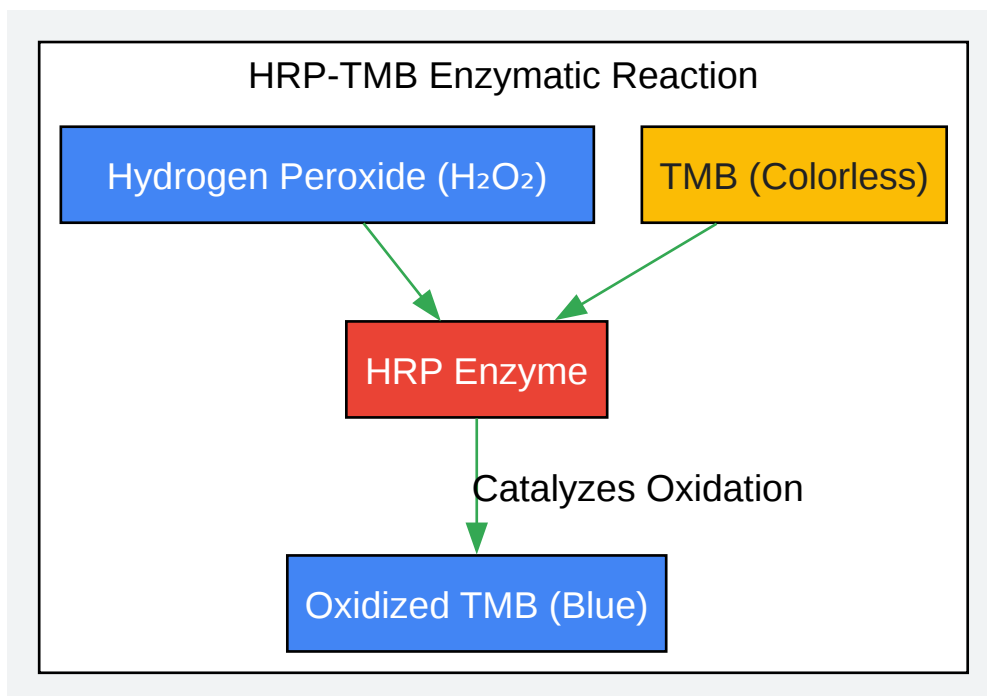 HRP-TMB Enzymatic Reaction
Hydrogen Peroxide (H₂O₂)
TMB (Colorless)
HRP Enzyme
Catalyzes Oxidation
Oxidized TMB (Blue)